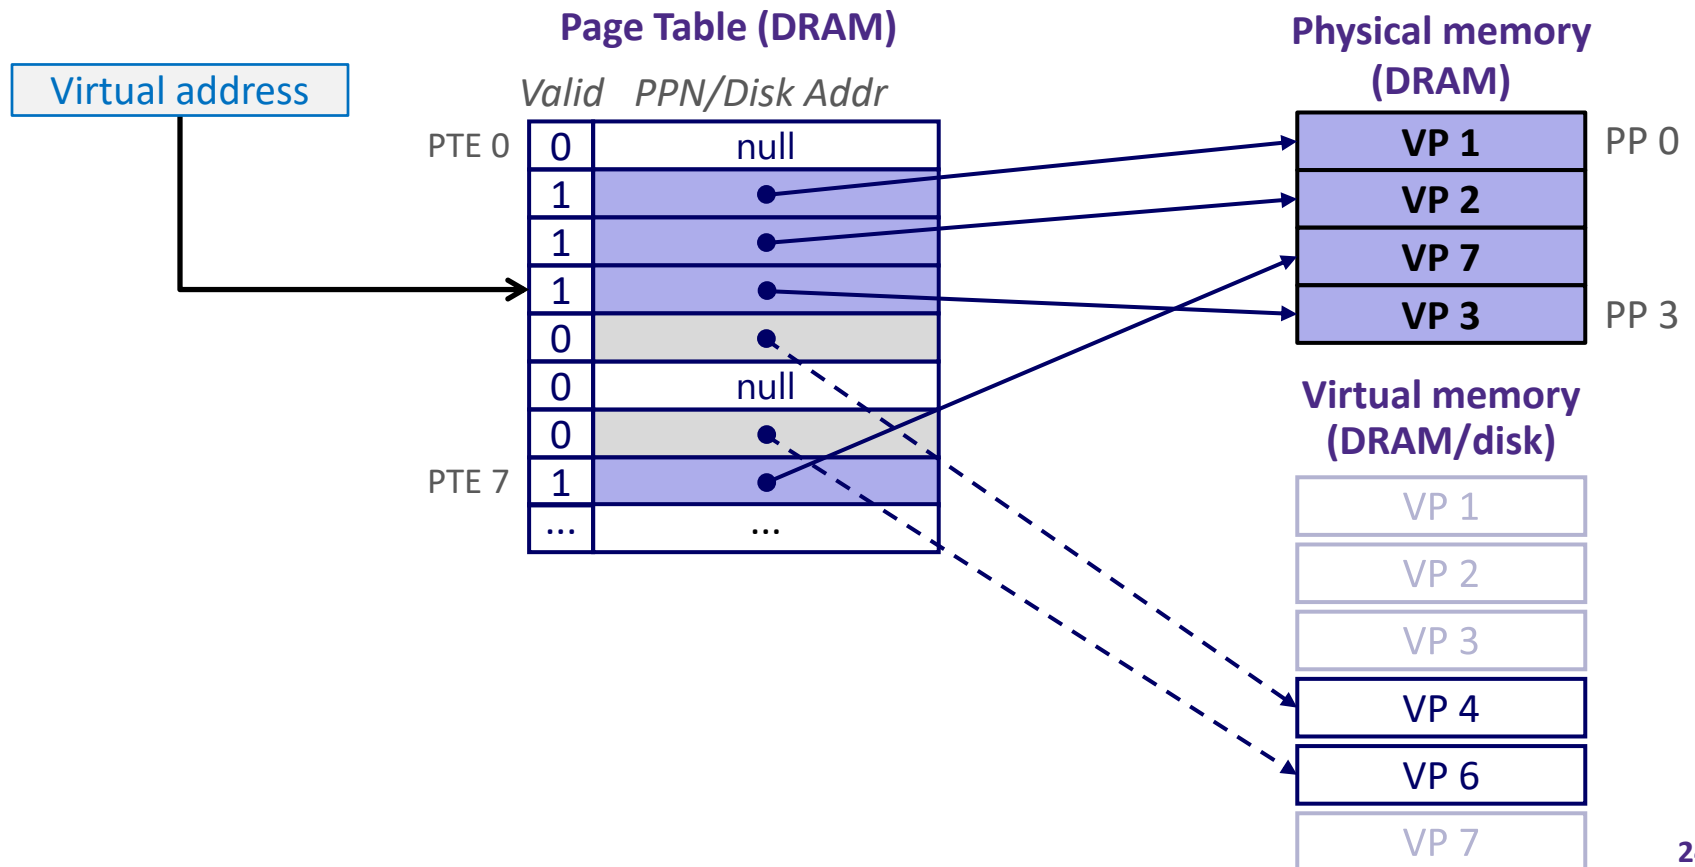 Page Table (DRAM)
Physical memory
(DRAM)
Virtual address
Valid PPN/Disk Addr
PTE 0 0 null
1
1
1
0
0 null
0
PTE 7 1
... ...
VP 1 PP 0
VP 2
VP 7
VP 3 PP 3
Virtual memory
(DRAM/disk)
VP 1
VP 2
VP 3
VP 4
VP 6
VP 7